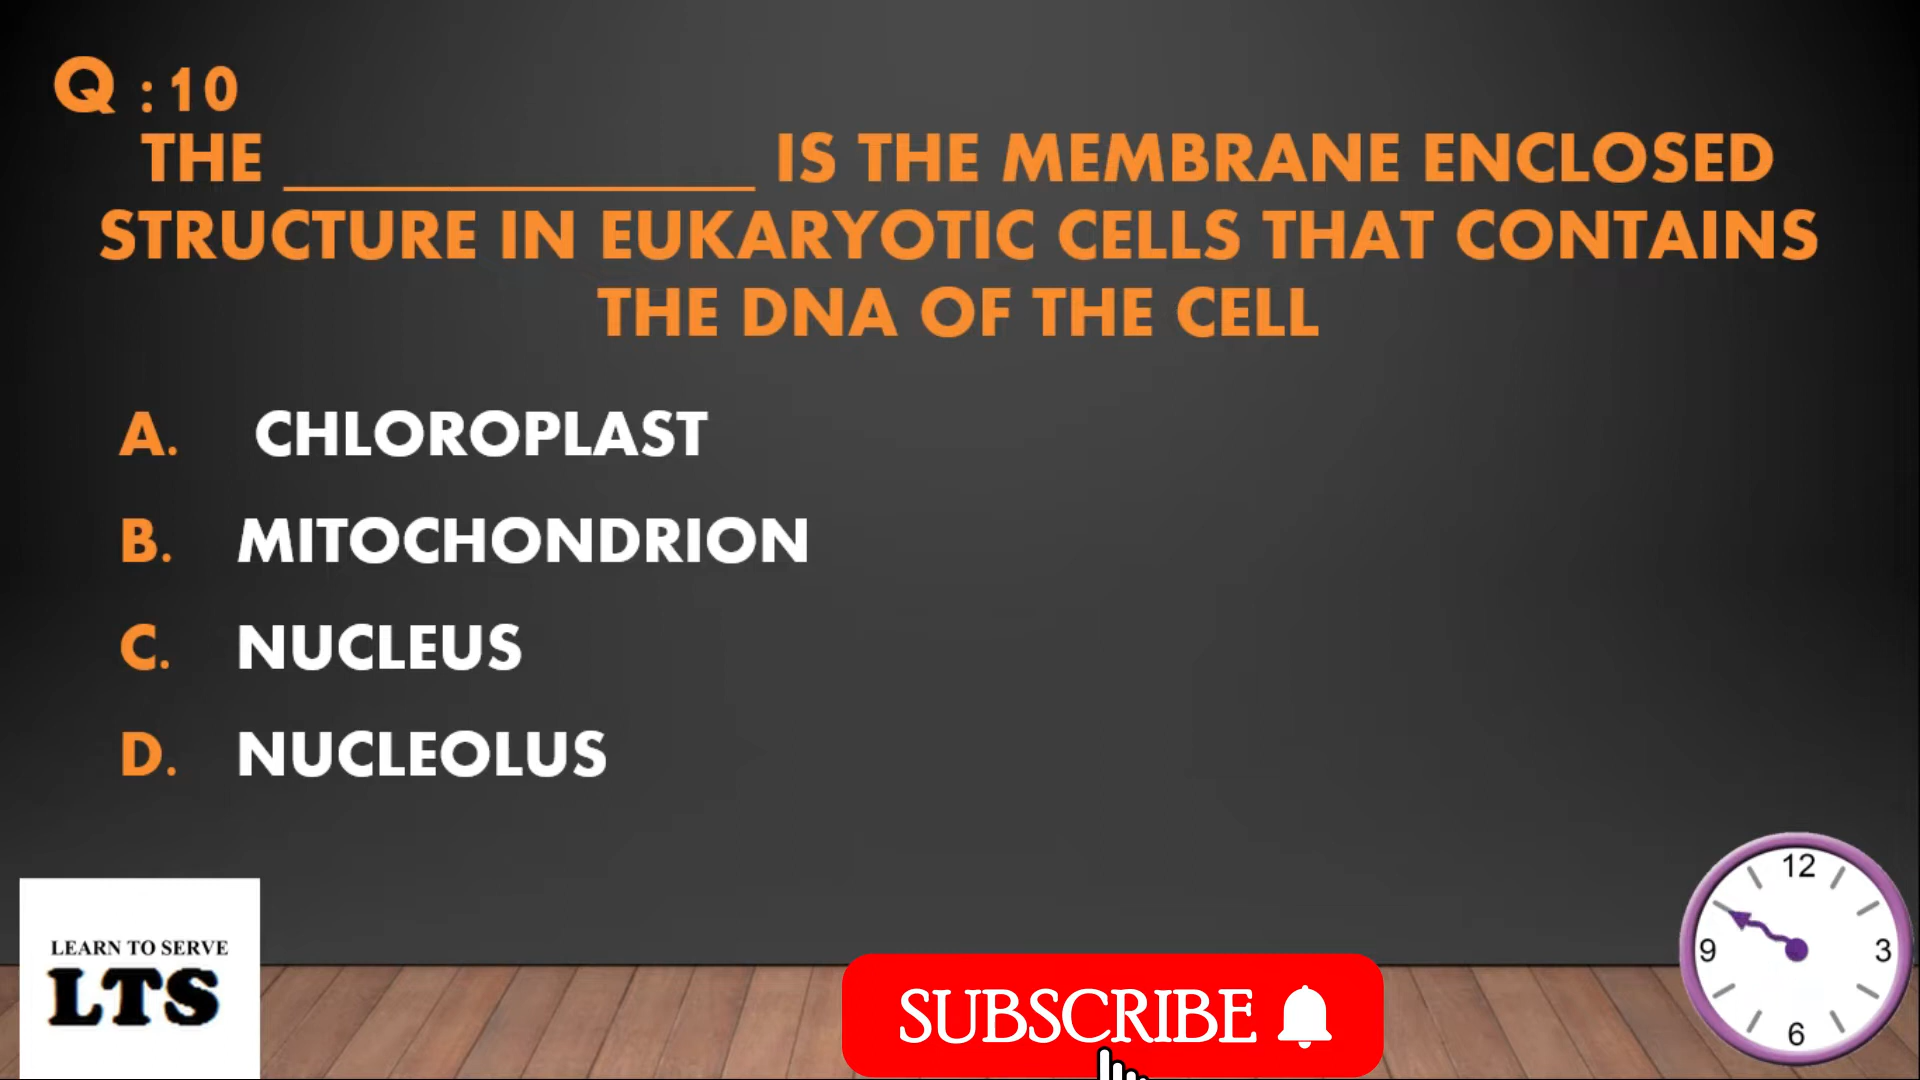 Q : 10
THE ______________ IS THE MEMBRANE ENCLOSED
STRUCTURE IN EUKARYOTIC CELLS THAT CONTAINS
THE DNA OF THE CELL
A. CHLOROPLAST
B. MITOCHONDRION
C. NUCLEUS
D. NUCLEOLUS
LEARN TO SERVE
LTS
SUBSCRIBE
12
9
3
6